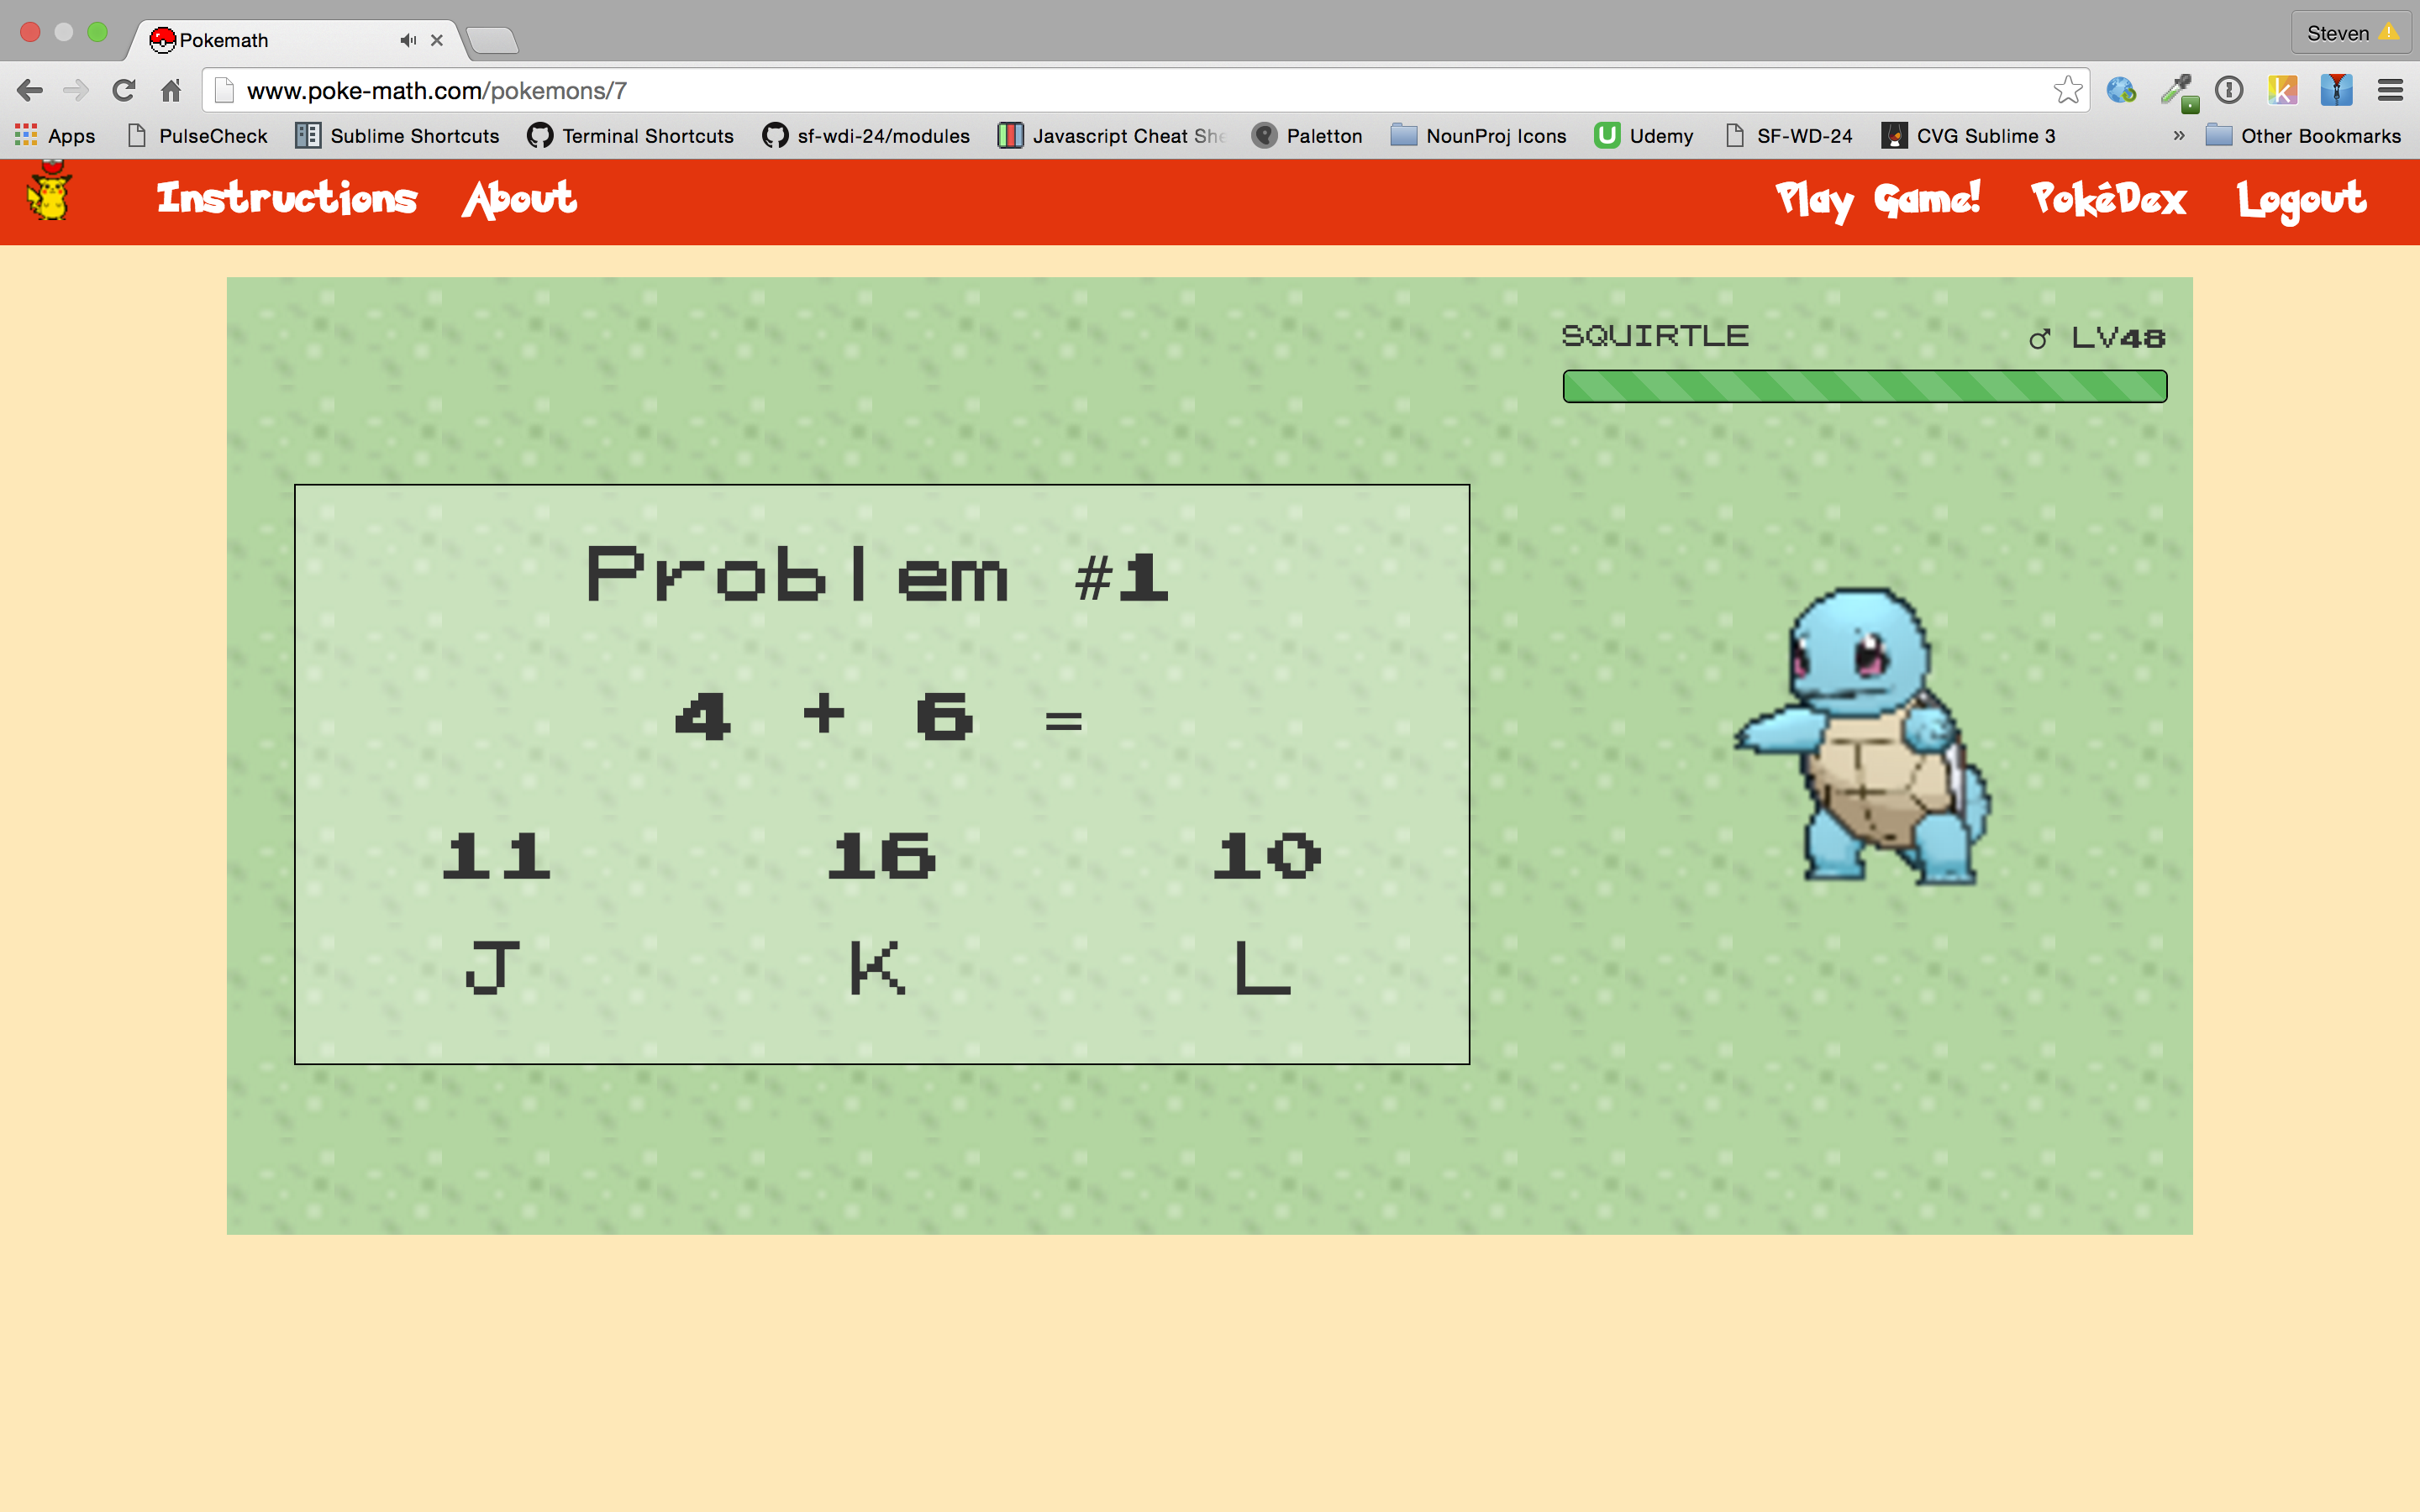 Pokemath
Steven
www.poke-math.com/pokemons/7
Apps PulseCheck Sublime Shortcuts Terminal Shortcuts sf-wdi-24/modules Javascript Cheat She Paletton NounProj Icons Udemy SF-WD-24 CVG Sublime 3 » Other Bookmarks
Instructions About Play Game! PokéDex Logout
SQUIRTLE ♂ LV48
Problem #1
4 + 6 =
11 16 10
J K L